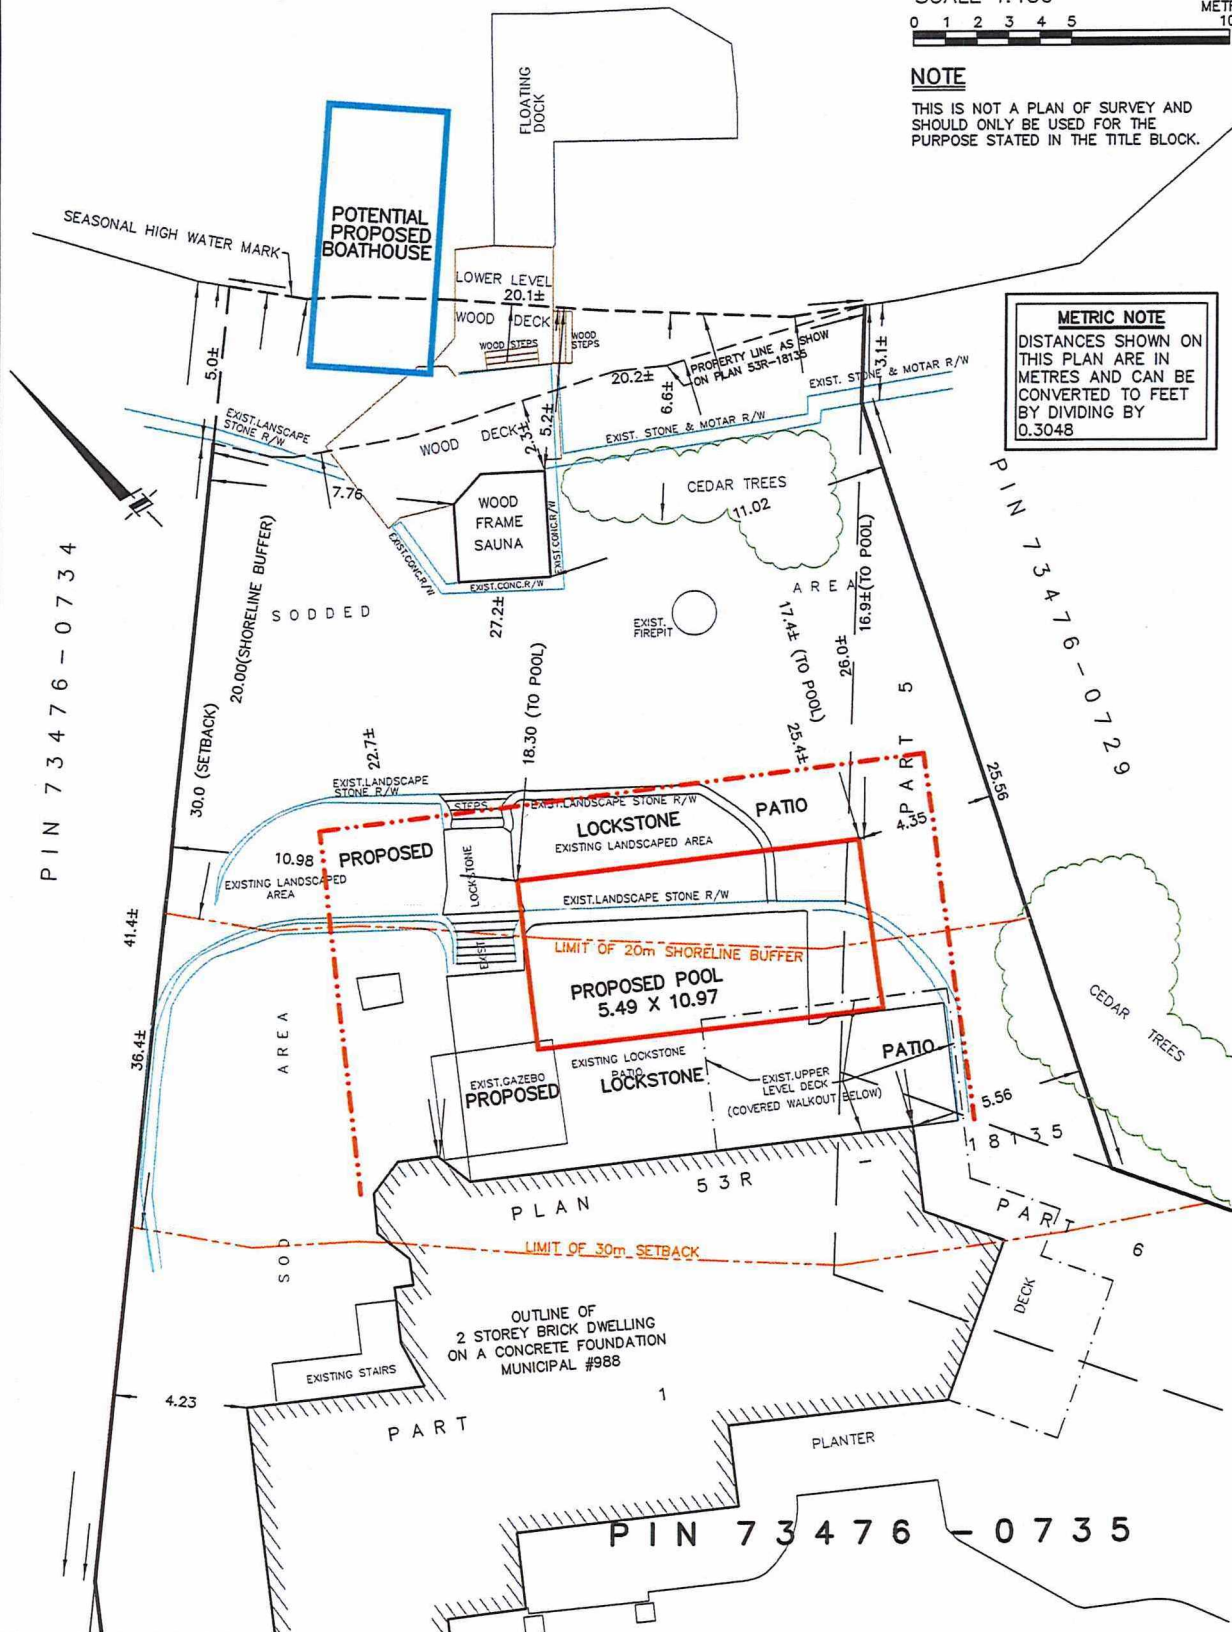 METR
0 1 2 3 4 5 10
NOTE
THIS IS NOT A PLAN OF SURVEY AND
SHOULD ONLY BE USED FOR THE
PURPOSE STATED IN THE TITLE BLOCK.
FLOATING
DOCK
POTENTIAL
PROPOSED
BOATHOUSE
SEASONAL HIGH WATER MARK
LOWER LEVEL
20.1±
WOOD DECK
WOOD STEPS
WOOD
STEPS
METRIC NOTE
DISTANCES SHOWN ON
THIS PLAN ARE IN
METRES AND CAN BE
CONVERTED TO FEET
BY DIVIDING BY
0.3048
5.0±
PROPERTY LINE AS SHOW
ON PLAN 53R-18135
3.1±
20.2±
6.6±
EXIST. STONE & MOTAR R/W
EXIST.LANSCAPE
STONE R/W
WOOD DECK
2.3±
5.2±
EXIST. STONE & MOTAR R/W
7.76
WOOD
FRAME
SAUNA
CEDAR TREES
11.02
EXIST.CONC.R/W
EXIST.CONC.R/W
EXIST.CONC.R/W
PIN 73476-0734
PIN 73476-0729
20.00(SHORELINE BUFFER)
SODDED
AREA
27.2±
EXIST.
FIREPIT
16.9±(TO POOL)
17.4± (TO POOL)
26.0±
18.30 (TO POOL)
30.0 (SETBACK)
22.7±
25.4±
PART 5
25.56
EXIST.LANDSCAPE
STONE R/W
STEPS
EXIST.LANDSCAPE STONE R/W
LOCKSTONE
PATIO
EXISTING LANDSCAPED AREA
4.35
10.98
PROPOSED
EXISTING LANDSCAPED
AREA
LOCKSTONE
EXIST.LANDSCAPE STONE R/W
41.4±
EXIST
LIMIT OF 20m SHORELINE BUFFER
PROPOSED POOL
5.49 X 10.97
CEDAR
TREES
36.4±
AREA
SOD
EXISTING LOCKSTONE
PATIO
PATIO
EXIST.GAZEBO
PROPOSED
LOCKSTONE
EXIST.UPPER
LEVEL DECK
(COVERED WALKOUT BELOW)
5.56
PLAN 53R - 18135
PART
6
LIMIT OF 30m SETBACK
DECK
OUTLINE OF
2 STOREY BRICK DWELLING
ON A CONCRETE FOUNDATION
MUNICIPAL #988
EXISTING STAIRS
4.23
PART 1
PLANTER
PIN 73476-0735